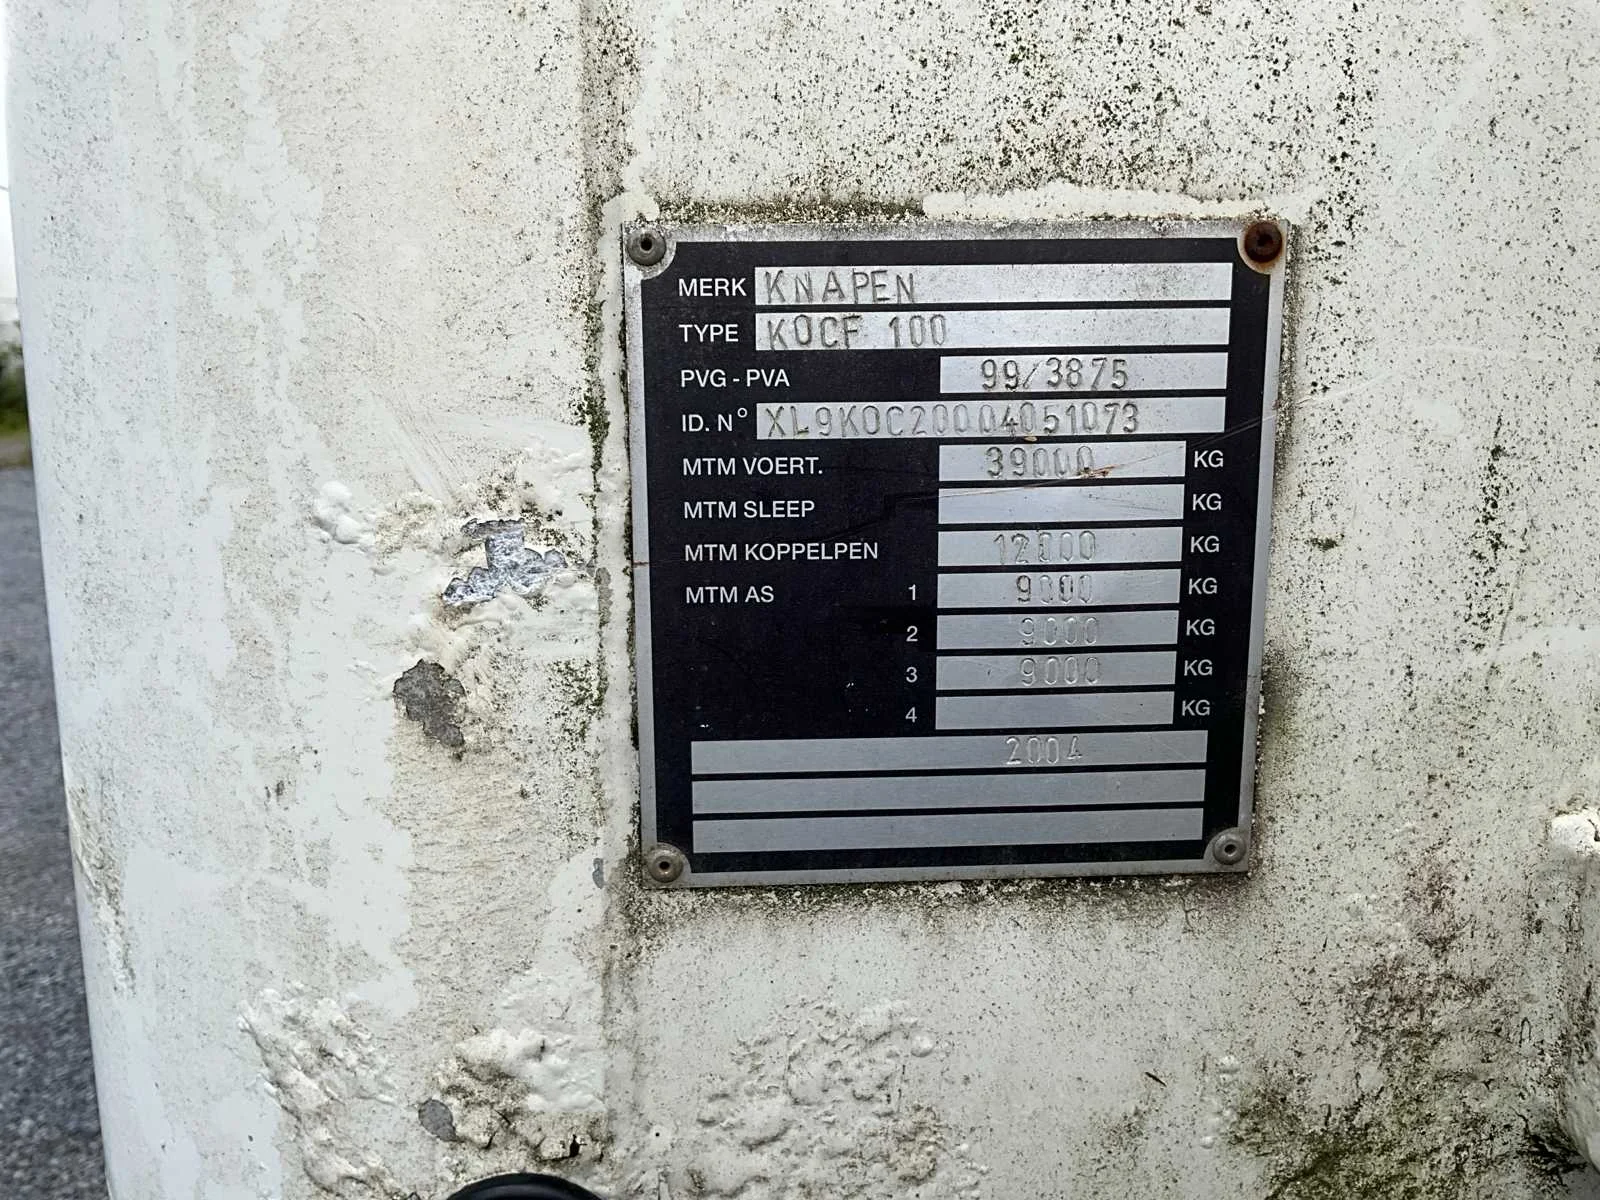 MERK KNAPEN
TYPE KOCF 100
PVG - PVA 99/3875
ID. N° XL9KOC20004051073
MTM VOERT. 39000 KG
MTM SLEEP KG
MTM KOPPELPEN 12000 KG
MTM AS 1 9000 KG
2 9000 KG
3 9000 KG
4 KG
2004